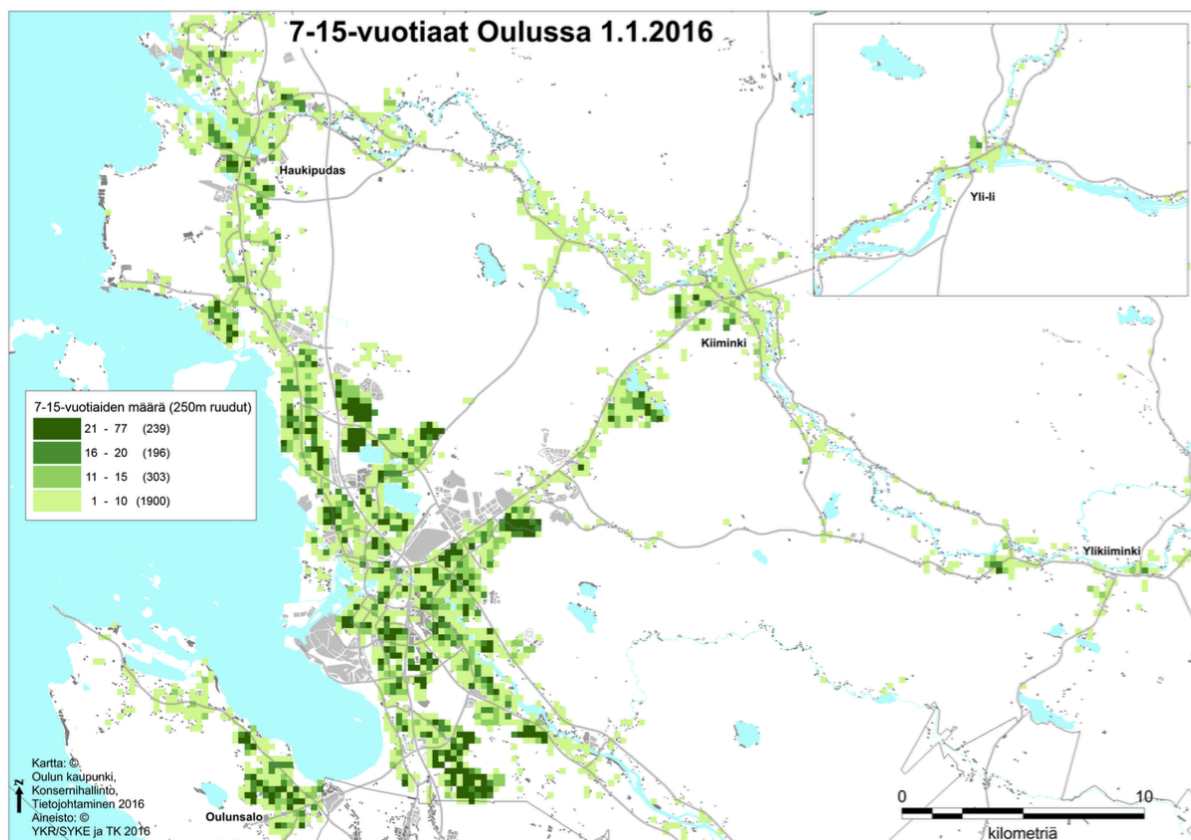 7-15-vuotiaat Oulussa 1.1.2016
Haukipudas
Yli-Ii
Kiiminki
7-15-vuotiaiden määrä (250m ruudut)
21 - 77 (239)
16 - 20 (196)
11 - 15 (303)
1 - 10 (1900)
Ylikiiminki
Kartta: ©
Oulun kaupunki,
Konsernihallinto,
Tietojohtaminen 2016
Aineisto: ©
YKR/SYKE ja TK 2016
Z
Oulunsalo
0 10
kilometriä